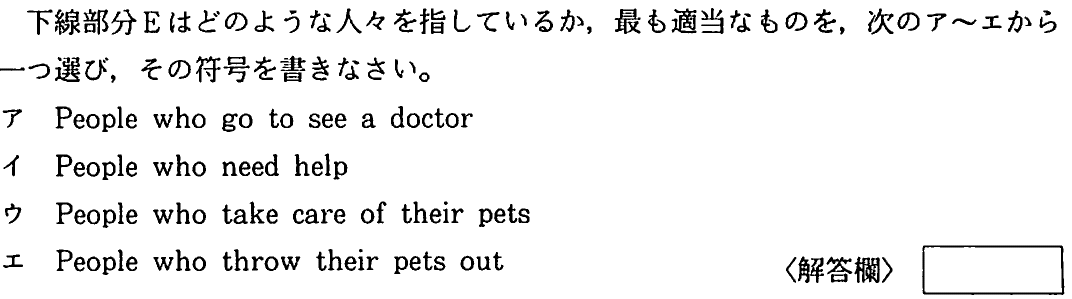 下線部分Eはどのような人々を指しているか，最も適当なものを，次のア～エから
一つ選び，その符号を書きなさい。
ア　People who go to see a doctor
イ　People who need help
ウ　People who take care of their pets
エ　People who throw their pets out
〈解答欄〉